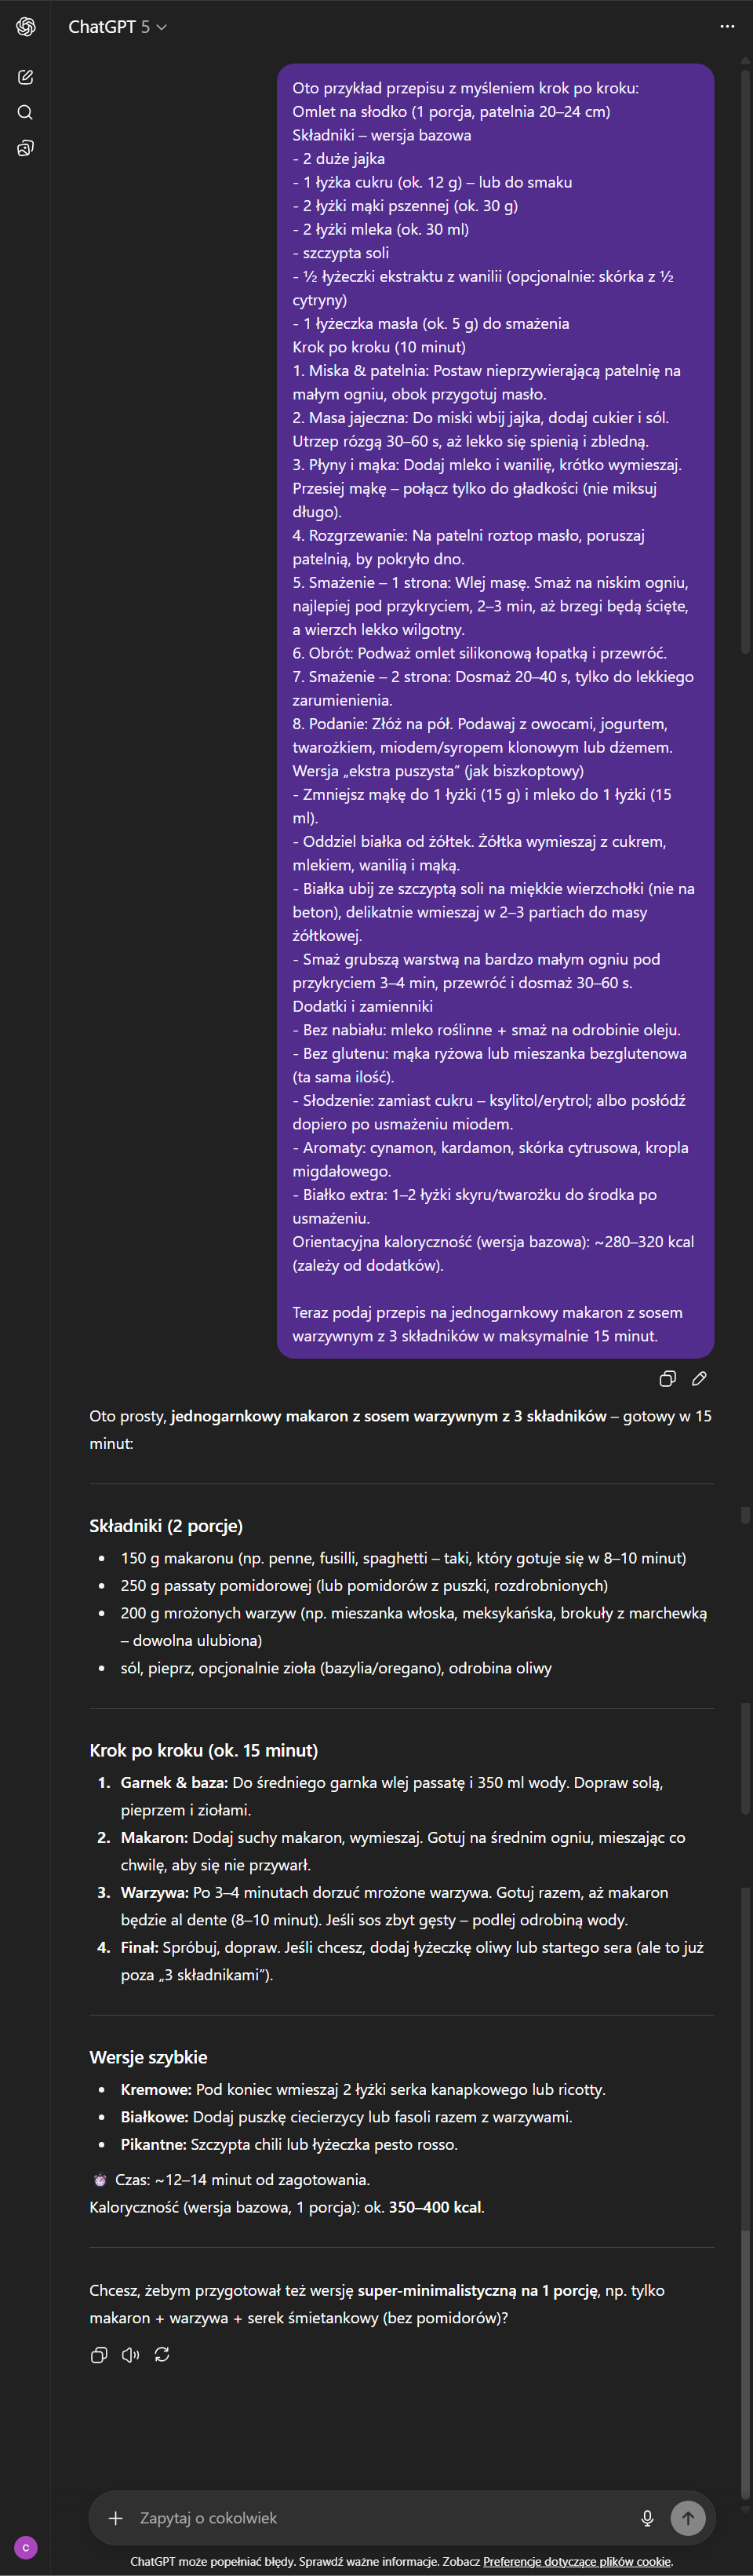 ChatGPT 5
Oto przykład przepisu z myśleniem krok po kroku:
Omlet na słodko (1 porcja, patelnia 20–24 cm)
Składniki – wersja bazowa
- 2 duże jajka
- 1 łyżka cukru (ok. 12 g) – lub do smaku
- 2 łyżki mąki pszennej (ok. 30 g)
- 2 łyżki mleka (ok. 30 ml)
- szczypta soli
- ½ łyżeczki ekstraktu z wanilii (opcjonalnie: skórka z ½
cytryny)
- 1 łyżeczka masła (ok. 5 g) do smażenia
Krok po kroku (10 minut)
1. Miska & patelnia: Postaw nieprzywierającą patelnię na
małym ogniu, obok przygotuj masło.
2. Masa jajeczna: Do miski wbij jajka, dodaj cukier i sól.
Utrzep rózgą 30–60 s, aż lekko się spienią i zbledną.
3. Płyny i mąka: Dodaj mleko i wanilię, krótko wymieszaj.
Przesiej mąkę – połącz tylko do gładkości (nie miksuj
długo).
4. Rozgrzewanie: Na patelni roztop masło, poruszaj
patelnią, by pokryło dno.
5. Smażenie – 1 strona: Wlej masę. Smaż na niskim ogniu,
najlepiej pod przykryciem, 2–3 min, aż brzegi będą ścięte,
a wierzch lekko wilgotny.
6. Obrót: Podważ omlet silikonową łopatką i przewróć.
7. Smażenie – 2 strona: Dosmaż 20–40 s, tylko do lekkiego
zarumienienia.
8. Podanie: Złóż na pół. Podawaj z owocami, jogurtem,
twarożkiem, miodem/syropem klonowym lub dżemem.
Wersja „ekstra puszysta” (jak biszkoptowy)
- Zmniejsz mąkę do 1 łyżki (15 g) i mleko do 1 łyżki (15
ml).
- Oddziel białka od żółtek. Żółtka wymieszaj z cukrem,
mlekiem, wanilią i mąką.
- Białka ubij ze szczyptą soli na miękkie wierzchołki (nie na
beton), delikatnie wmieszaj w 2–3 partiach do masy
żółtkowej.
- Smaż grubszą warstwą na bardzo małym ogniu pod
przykryciem 3–4 min, przewróć i dosmaż 30–60 s.
Dodatki i zamienniki
- Bez nabiału: mleko roślinne + smaż na odrobinie oleju.
- Bez glutenu: mąka ryżowa lub mieszanka bezglutenowa
(ta sama ilość).
- Słodzenie: zamiast cukru – ksylitol/erytrol; albo posłódź
dopiero po usmażeniu miodem.
- Aromaty: cynamon, kardamon, skórka cytrusowa, kropla
migdałowego.
- Białko extra: 1–2 łyżki skyru/twarożku do środka po
usmażeniu.
Orientacyjna kaloryczność (wersja bazowa): ~280–320 kcal
(zależy od dodatków).
Teraz podaj przepis na jednogarnkowy makaron z sosem
warzywnym z 3 składników w maksymalnie 15 minut.
Oto prosty, jednogarnkowy makaron z sosem warzywnym z 3 składników – gotowy w 15
minut:
Składniki (2 porcje)
• 150 g makaronu (np. penne, fusilli, spaghetti – taki, który gotuje się w 8–10 minut)
• 250 g passaty pomidorowej (lub pomidorów z puszki, rozdrobnionych)
• 200 g mrożonych warzyw (np. mieszanka włoska, meksykańska, brokuły z marchewką
– dowolna ulubiona)
• sól, pieprz, opcjonalnie zioła (bazylia/oregano), odrobina oliwy
Krok po kroku (ok. 15 minut)
1. Garnek & baza: Do średniego garnka wlej passatę i 350 ml wody. Dopraw solą,
pieprzem i ziołami.
2. Makaron: Dodaj suchy makaron, wymieszaj. Gotuj na średnim ogniu, mieszając co
chwilę, aby się nie przywarł.
3. Warzywa: Po 3–4 minutach dorzuć mrożone warzywa. Gotuj razem, aż makaron
będzie al dente (8–10 minut). Jeśli sos zbyt gęsty – podlej odrobiną wody.
4. Finał: Spróbuj, dopraw. Jeśli chcesz, dodaj łyżeczkę oliwy lub startego sera (ale to już
poza „3 składnikami”).
Wersje szybkie
• Kremowe: Pod koniec wmieszaj 2 łyżki serka kanapkowego lub ricotty.
• Białkowe: Dodaj puszkę ciecierzycy lub fasoli razem z warzywami.
• Pikantne: Szczypta chili lub łyżeczka pesto rosso.
⏱ Czas: ~12–14 minut od zagotowania.
Kaloryczność (wersja bazowa, 1 porcja): ok. 350–400 kcal.
Chcesz, żebym przygotował też wersję super-minimalistyczną na 1 porcję, np. tylko
makaron + warzywa + serek śmietankowy (bez pomidorów)?
Zapytaj o cokolwiek
C
ChatGPT może popełniać błędy. Sprawdź ważne informacje. Zobacz Preferencje dotyczące plików cookie.